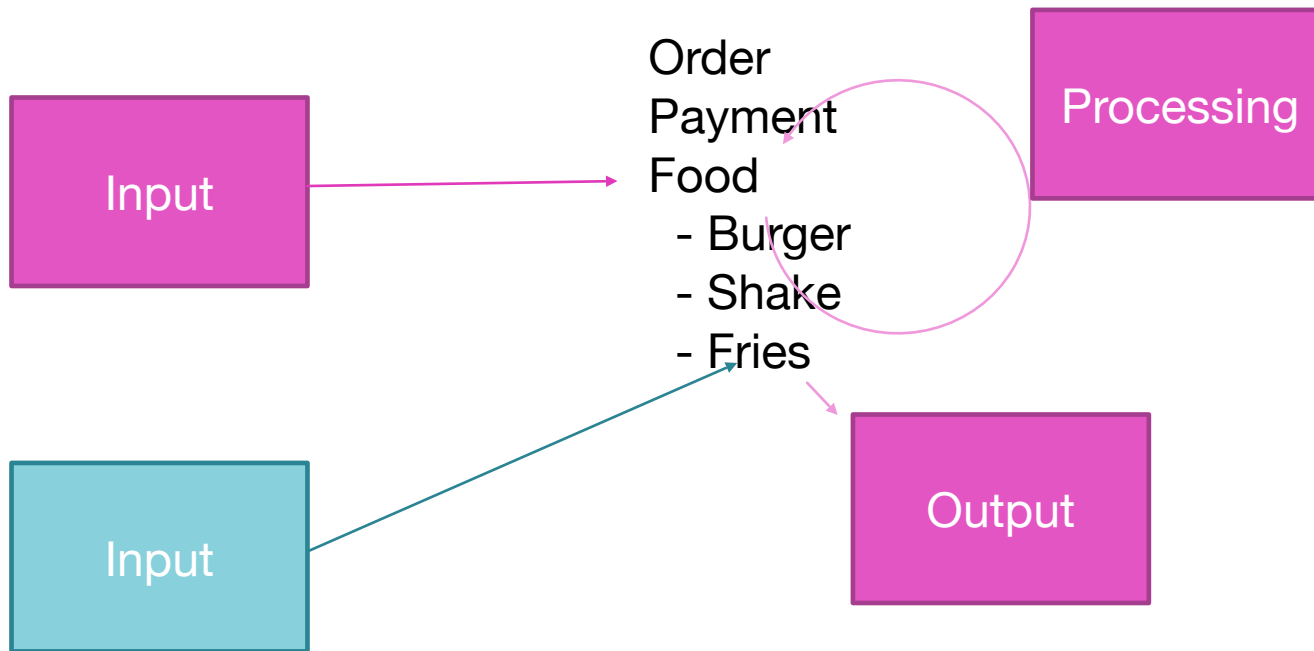 Order
Payment
Food
- Burger
- Shake
- Fries
Processing
Input
Input
Output